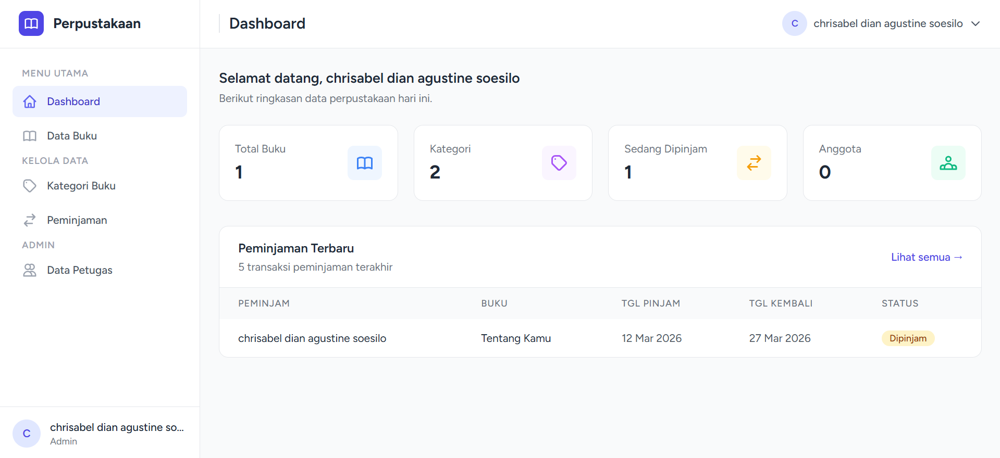 Perpustakaan
Dashboard
C chrisabel dian agustine soesilo
MENU UTAMA
Dashboard
Data Buku
KELOLA DATA
Kategori Buku
Peminjaman
ADMIN
Data Petugas
C
chrisabel dian agustine so...
Admin
Selamat datang, chrisabel dian agustine soesilo
Berikut ringkasan data perpustakaan hari ini.
Total Buku
1
Kategori
2
Sedang Dipinjam
1
Anggota
0
Peminjaman Terbaru
5 transaksi peminjaman terakhir
Lihat semua →
PEMINJAM BUKU TGL PINJAM TGL KEMBALI STATUS
chrisabel dian agustine soesilo Tentang Kamu 12 Mar 2026 27 Mar 2026 Dipinjam